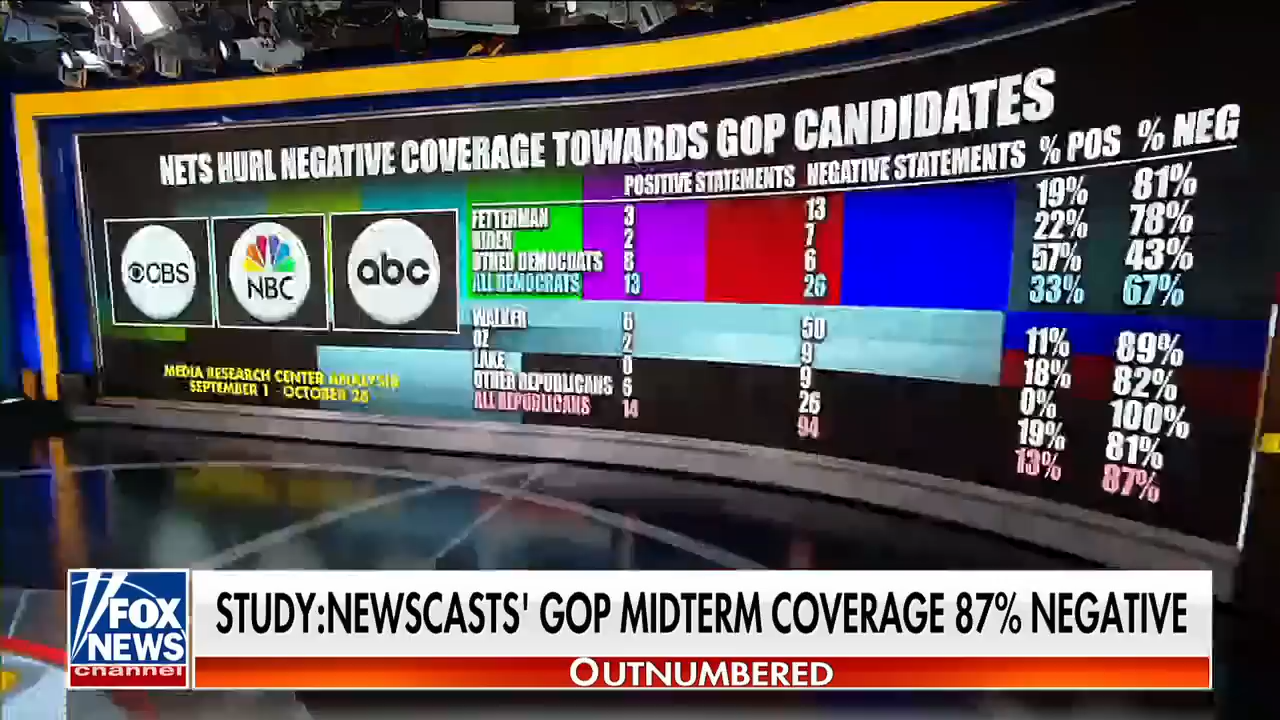 NETS HURL NEGATIVE COVERAGE TOWARDS GOP CANDIDATES
POSITIVE STATEMENTS NEGATIVE STATEMENTS % POS % NEG
FETTERMAN 3 13 19% 81%
BIDEN 2 7 22% 78%
OTHER DEMOCRATS 8 6 57% 43%
ALL DEMOCRATS 13 26 33% 67%
WALKER 6 50 11% 89%
OZ 2 9 18% 82%
LAKE 0 9 0% 100%
OTHER REPUBLICANS 6 26 19% 81%
ALL REPUBLICANS 14 94 13% 87%
CBS
NBC
abc
MEDIA RESEARCH CENTER ANALYSIS
SEPTEMBER 1 - OCTOBER 26
FOX
NEWS
channel
STUDY:NEWSCASTS' GOP MIDTERM COVERAGE 87% NEGATIVE
OUTNUMBERED